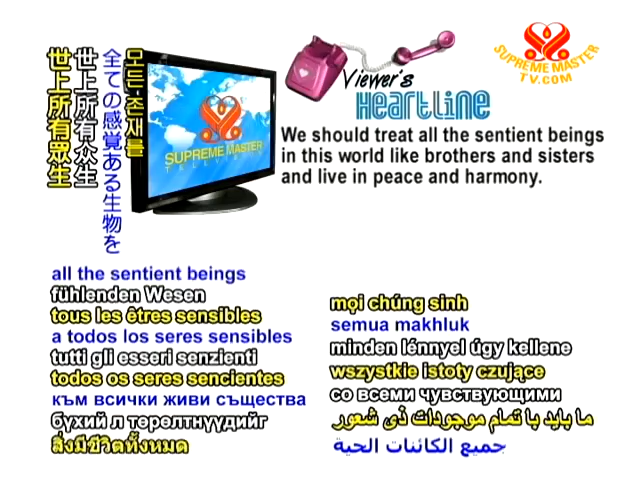 SUPREME MASTER
TV.COM
Viewer's
Heartline
We should treat all the sentient beings
in this world like brothers and sisters
and live in peace and harmony.
世上所有眾生
世上所有众生
全ての感覚ある生物を
모든 존재를
SUPREME MASTER
TELEVISION
all the sentient beings
fühlenden Wesen
tous les êtres sensibles
a todos los seres sensibles
tutti gli esseri senzienti
todos os seres sencientes
към всички живи същества
бүхий л төрөлтнүүдийг
สิ่งมีชีวิตทั้งหมด
mọi chúng sinh
semua makhluk
minden lénnyel úgy kellene
wszystkie istoty czujące
со всеми чувствующими
ما باید با تمام موجودات ذی شعور
جميع الكائنات الحية